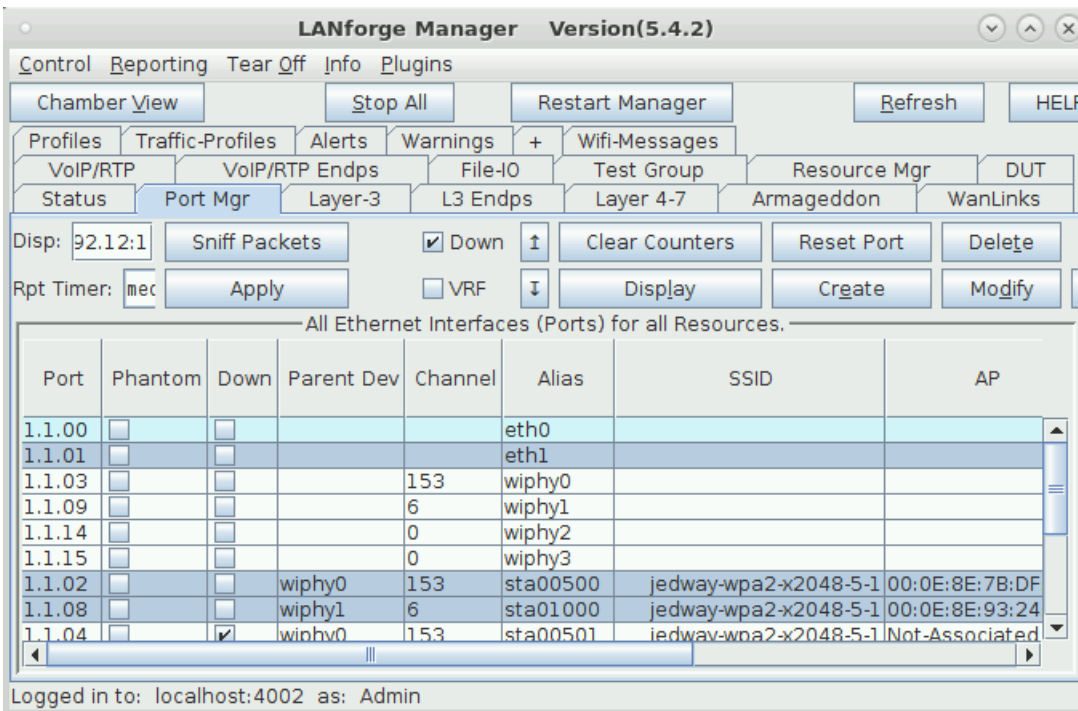 LANforge Manager Version(5.4.2)
Control Reporting Tear Off Info Plugins
Chamber View Stop All Restart Manager Refresh HELP
Profiles Traffic-Profiles Alerts Warnings + Wifi-Messages
VoIP/RTP VoIP/RTP Endps File-IO Test Group Resource Mgr DUT
Status Port Mgr Layer-3 L3 Endps Layer 4-7 Armageddon WanLinks
Disp: 92.12:1 Sniff Packets Down Clear Counters Reset Port Delete
Rpt Timer: med Apply VRF Display Create Modify
All Ethernet Interfaces (Ports) for all Resources.
Port Phantom Down Parent Dev Channel Alias SSID AP
1.1.00 eth0
1.1.01 eth1
1.1.03 153 wiphy0
1.1.09 6 wiphy1
1.1.14 0 wiphy2
1.1.15 0 wiphy3
1.1.02 wiphy0 153 sta00500 jedway-wpa2-x2048-5-1 00:0E:8E:7B:DF
1.1.08 wiphy1 6 sta01000 jedway-wpa2-x2048-5-1 00:0E:8E:93:24
1.1.04 wiphy0 153 sta00501 jedway-wpa2-x2048-5-1 Not-Associated
Logged in to: localhost:4002 as: Admin